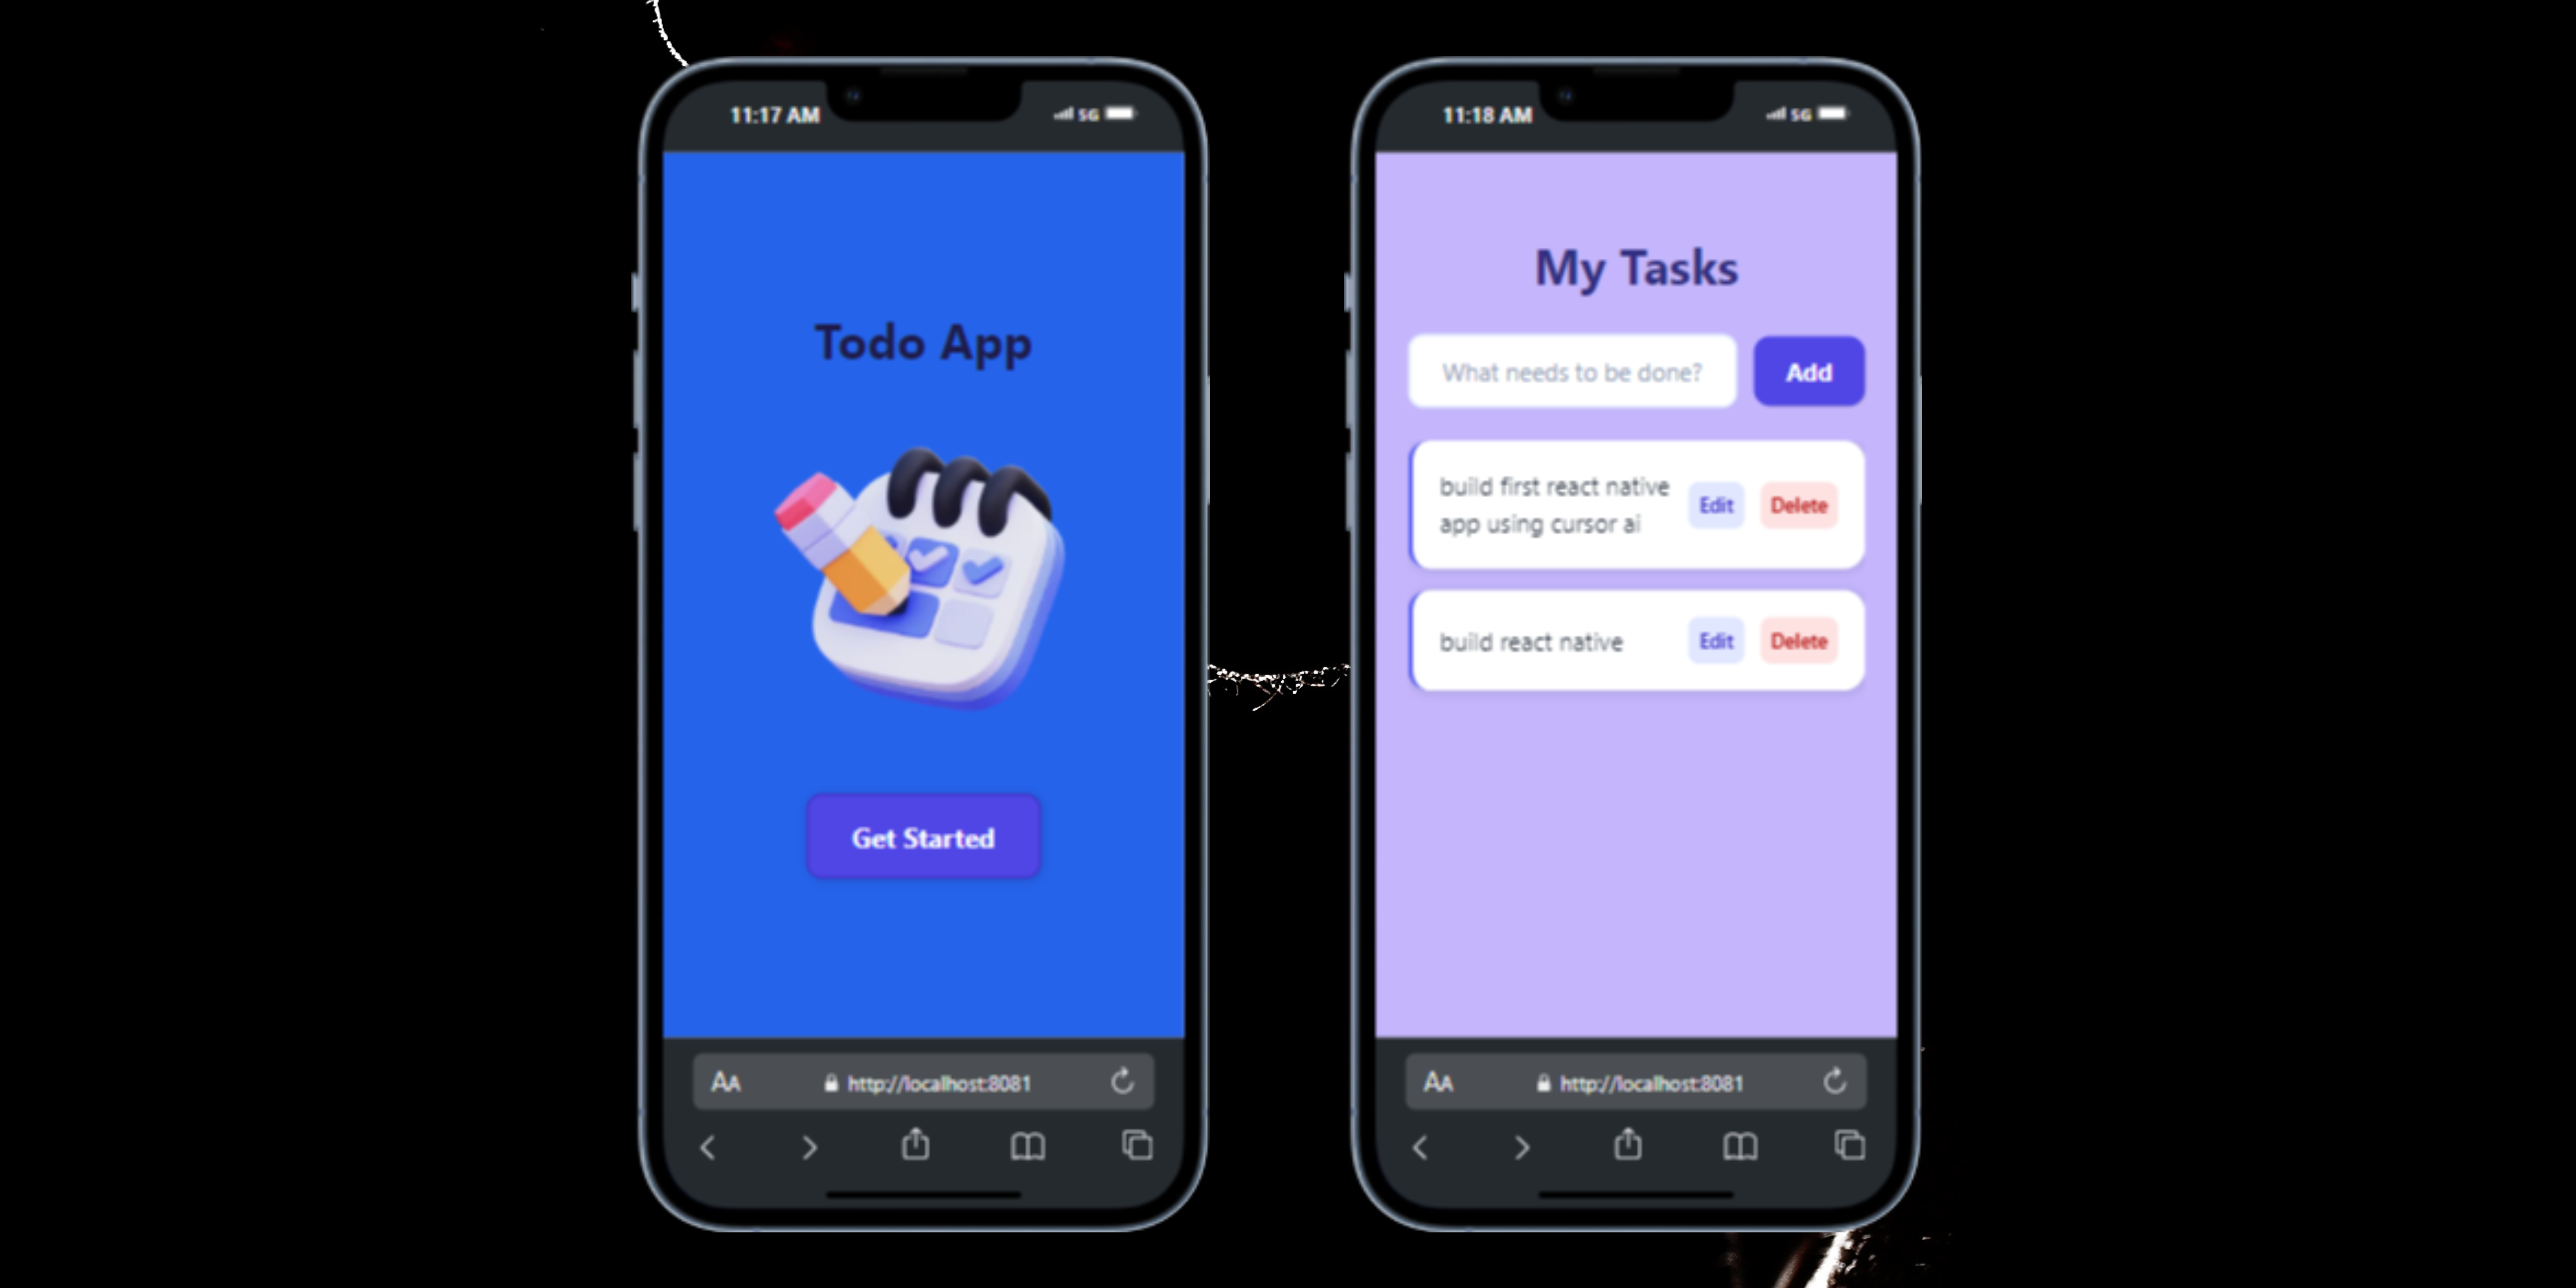 11:17 AM
5G
Todo App
Get Started
AA
http://localhost:8081
11:18 AM
5G
My Tasks
What needs to be done?
Add
build first react native
app using cursor ai
Edit
Delete
build react native
Edit
Delete
AA
http://localhost:8081